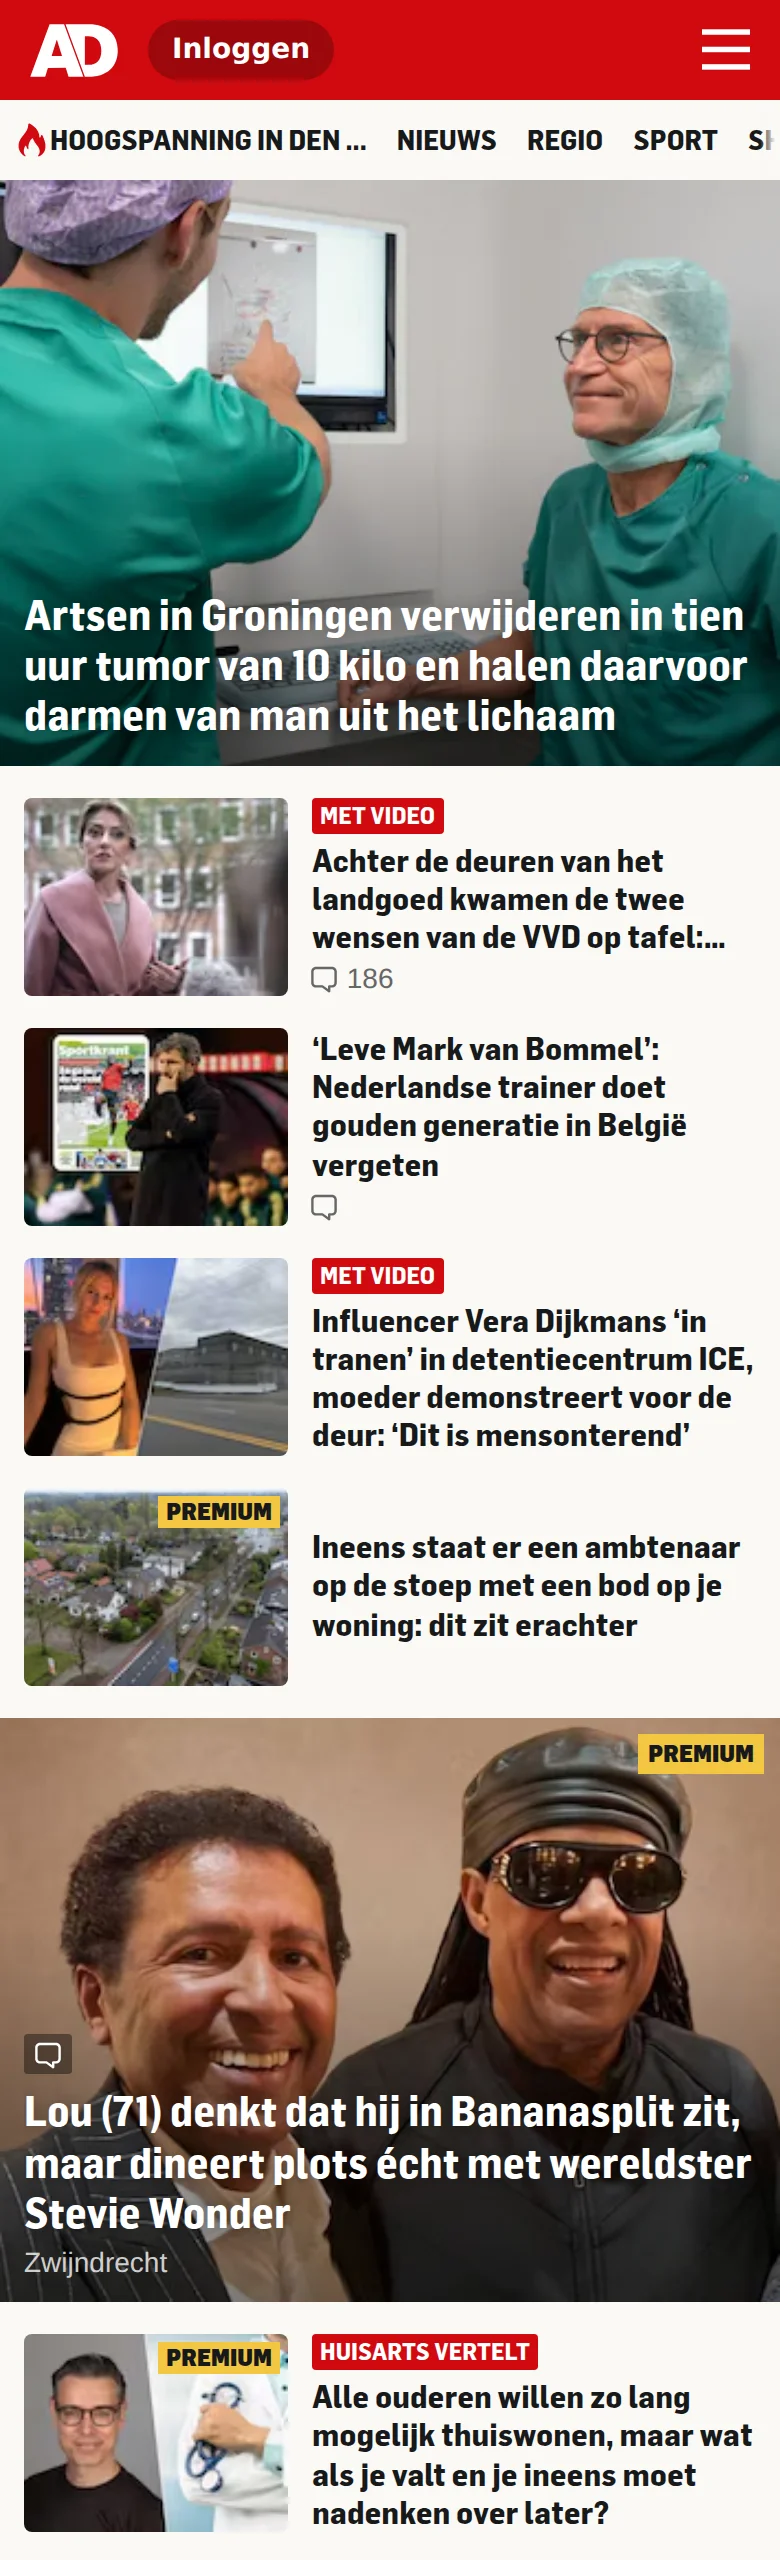 AD
Inloggen
HOOGSPANNING IN DEN ...
NIEUWS
REGIO
SPORT
Artsen in Groningen verwijderen in tien
uur tumor van 10 kilo en halen daarvoor
darmen van man uit het lichaam
MET VIDEO
Achter de deuren van het
landgoed kwamen de twee
wensen van de VVD op tafel:...
186
Sportkrant
‘Leve Mark van Bommel’:
Nederlandse trainer doet
gouden generatie in België
vergeten
MET VIDEO
Influencer Vera Dijkmans ‘in
tranen’ in detentiecentrum ICE,
moeder demonstreert voor de
deur: ‘Dit is mensonterend’
PREMIUM
Ineens staat er een ambtenaar
op de stoep met een bod op je
woning: dit zit erachter
PREMIUM
Lou (71) denkt dat hij in Bananasplit zit,
maar dineert plots écht met wereldster
Stevie Wonder
Zwijndrecht
PREMIUM
HUISARTS VERTELT
Alle ouderen willen zo lang
mogelijk thuiswonen, maar wat
als je valt en je ineens moet
nadenken over later?